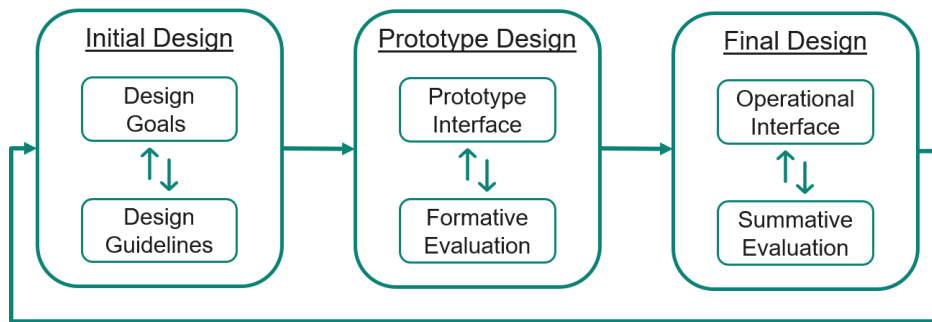 Initial Design
Design
Goals
Design
Guidelines
Prototype Design
Prototype
Interface
Formative
Evaluation
Final Design
Operational
Interface
Summative
Evaluation